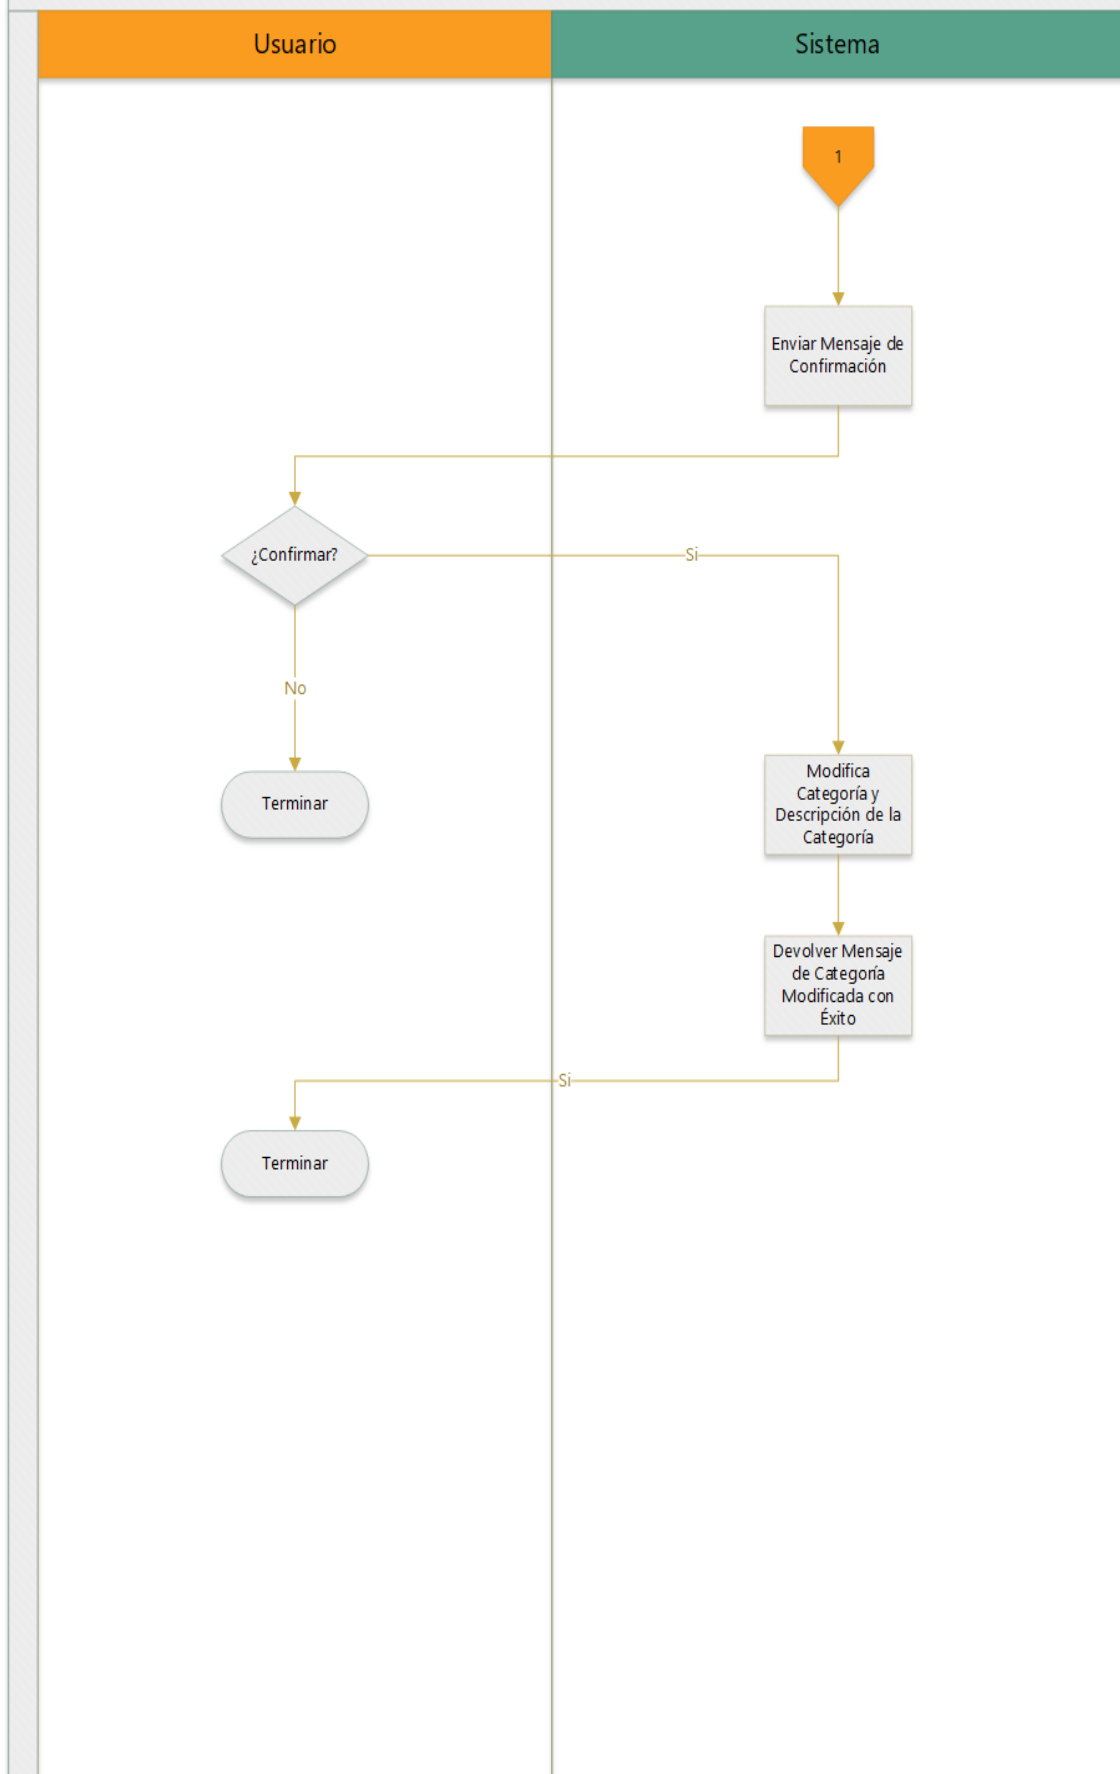 Usuario
Sistema
1
Enviar Mensaje de
Confirmación
¿Confirmar?
Si
No
Modifica
Categoría y
Descripción de la
Categoría
Terminar
Devolver Mensaje
de Categoría
Modificada con
Éxito
Si
Terminar